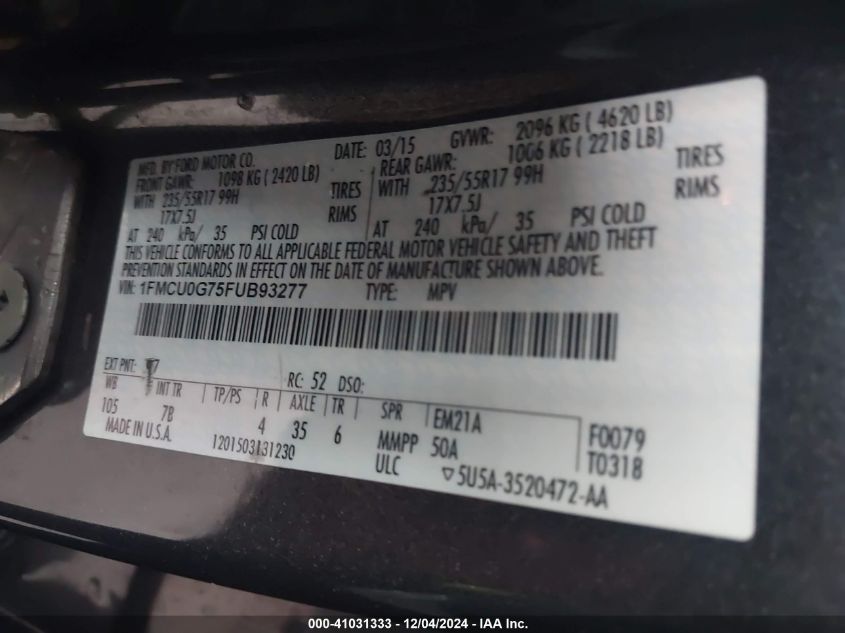 MFD. BY FORD MOTOR CO. DATE: 03/15 GVWR: 2096 KG ( 4620 LB)
FRONT GAWR: 1098 KG ( 2420 LB) REAR GAWR: 1006 KG ( 2218 LB)
WITH 235/55R17 99H TIRES WITH 235/55R17 99H TIRES
17X7.5J RIMS 17X7.5J RIMS
AT 240 kPa/ 35 PSI COLD AT 240 kPa/ 35 PSI COLD
THIS VEHICLE CONFORMS TO ALL APPLICABLE FEDERAL MOTOR VEHICLE SAFETY AND THEFT
PREVENTION STANDARDS IN EFFECT ON THE DATE OF MANUFACTURE SHOWN ABOVE.
VIN: 1FMCU0G75FUB93277 TYPE: MPV
EXT PNT: RC: 52 DSO:
WB INT TR TP/PS R AXLE TR SPR EM21A F0079
105 7B 4 35 6 MMPP 50A T0318
MADE IN U.S.A. 1201503131230 ULC 5U5A-3520472-AA
000-41031333 - 12/04/2024 - IAA Inc.